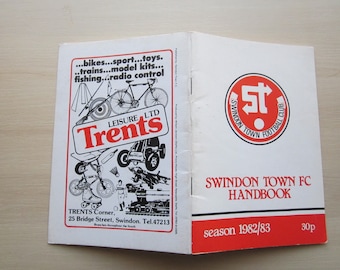 ...bikes...sport...toys.
..trains...model kits...
fishing...radio control
LEISURE LTD
Trents
TRENTS Corner,
25 Bridge Street, Swindon. Tel.47213
ST
SWINDON TOWN FOOTBALL CLUB
SWINDON TOWN FC
HANDBOOK
season 1982/83 30p